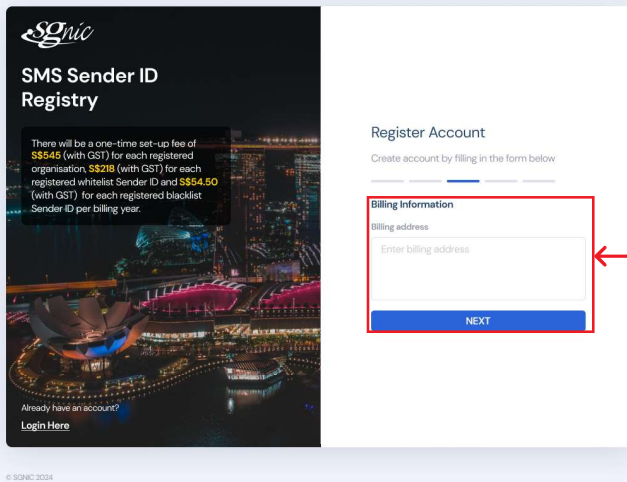 sgnic
SMS Sender ID
Registry
There will be a one-time set-up fee of
S$545 (with GST) for each registered
organisation, S$218 (with GST) for each
registered whitelist Sender ID and S$54.50
(with GST) for each registered blacklist
Sender ID per billing year.
Already have an account?
Login Here
Register Account
Create account by filling in the form below
Billing Information
Billing address
Enter billing address
NEXT
© SGNIC 2024